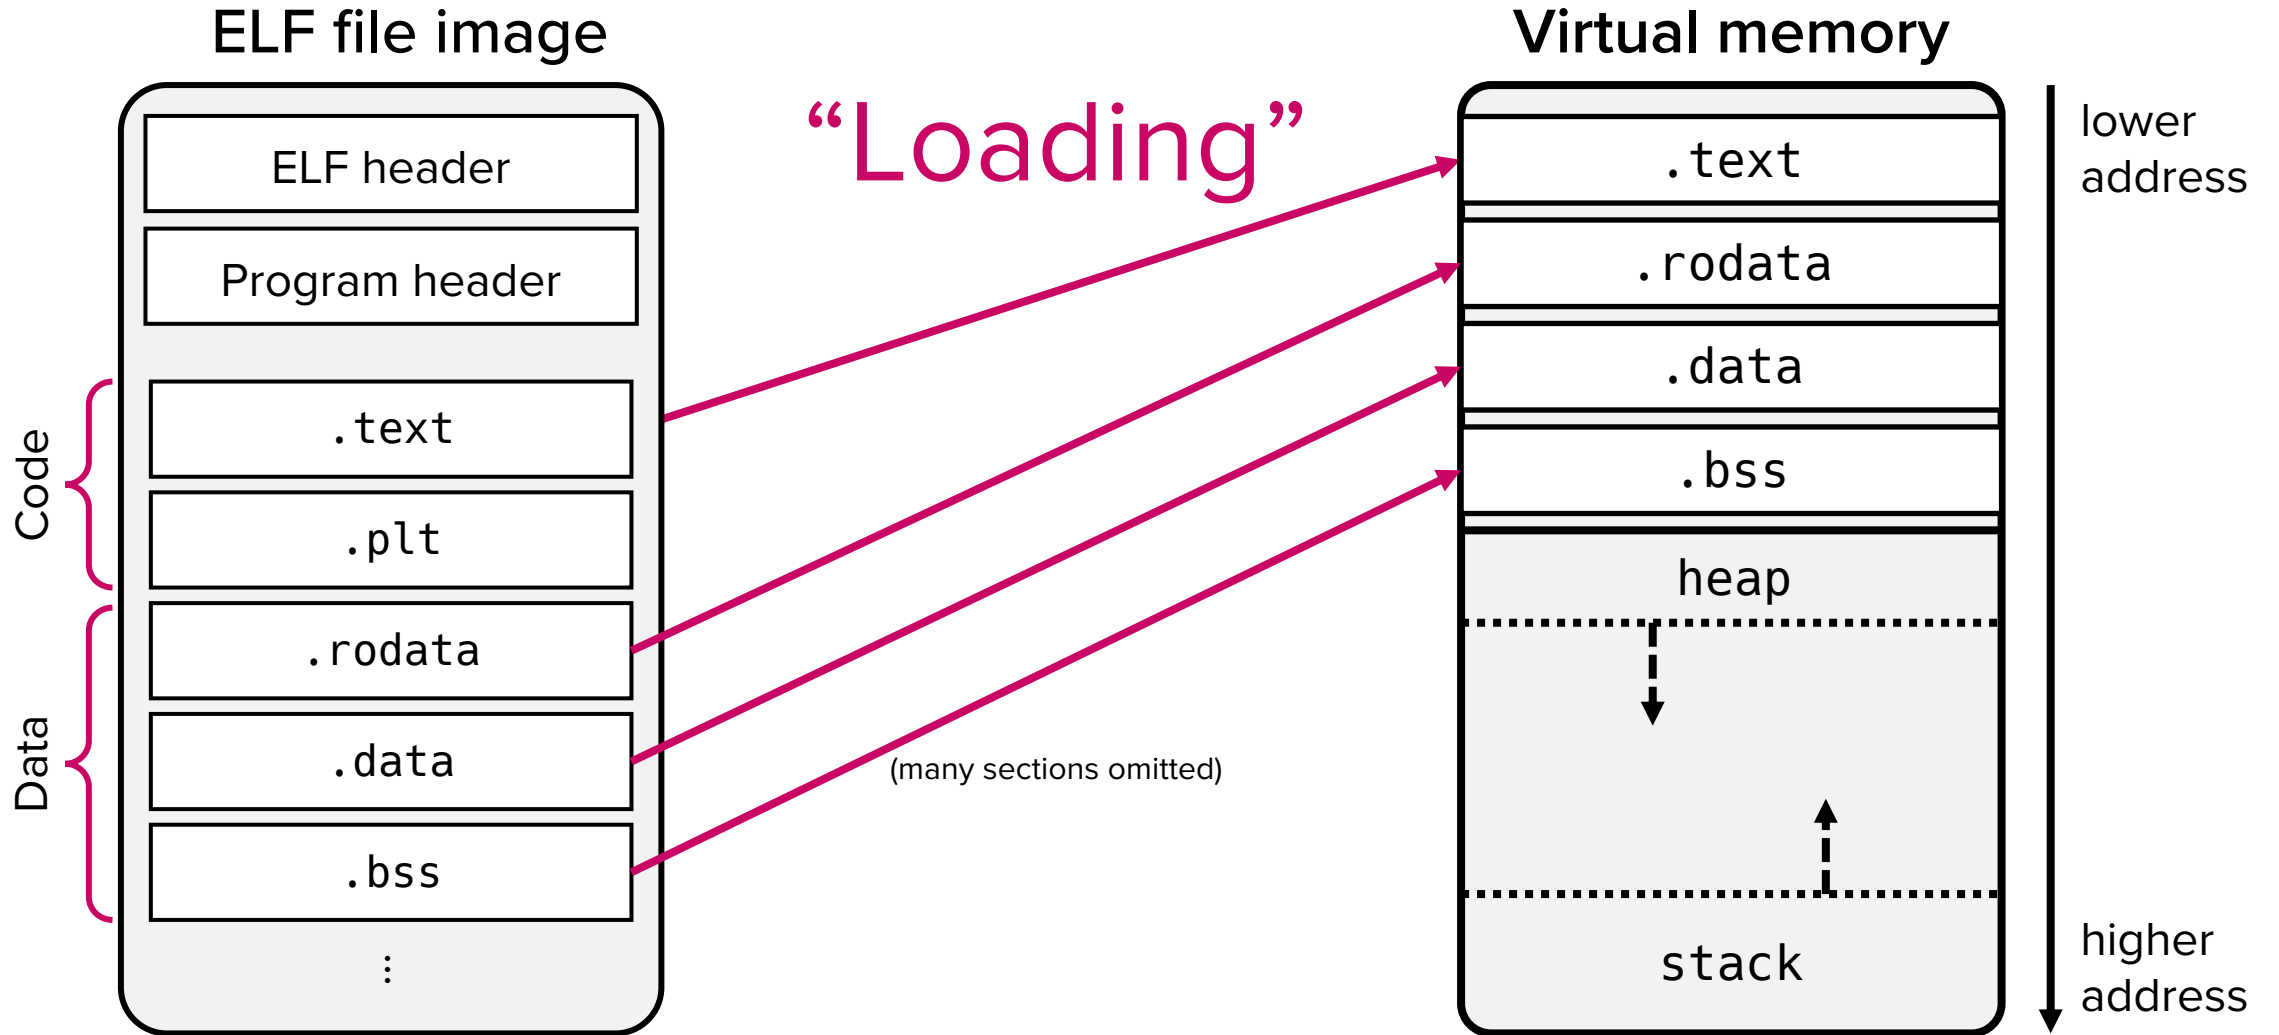 ELF file image
ELF header
Program header
Code
.text
.plt
Data
.rodata
.data
.bss
⋮
“Loading”
(many sections omitted)
Virtual memory
.text
.rodata
.data
.bss
heap
stack
lower
address
higher
address